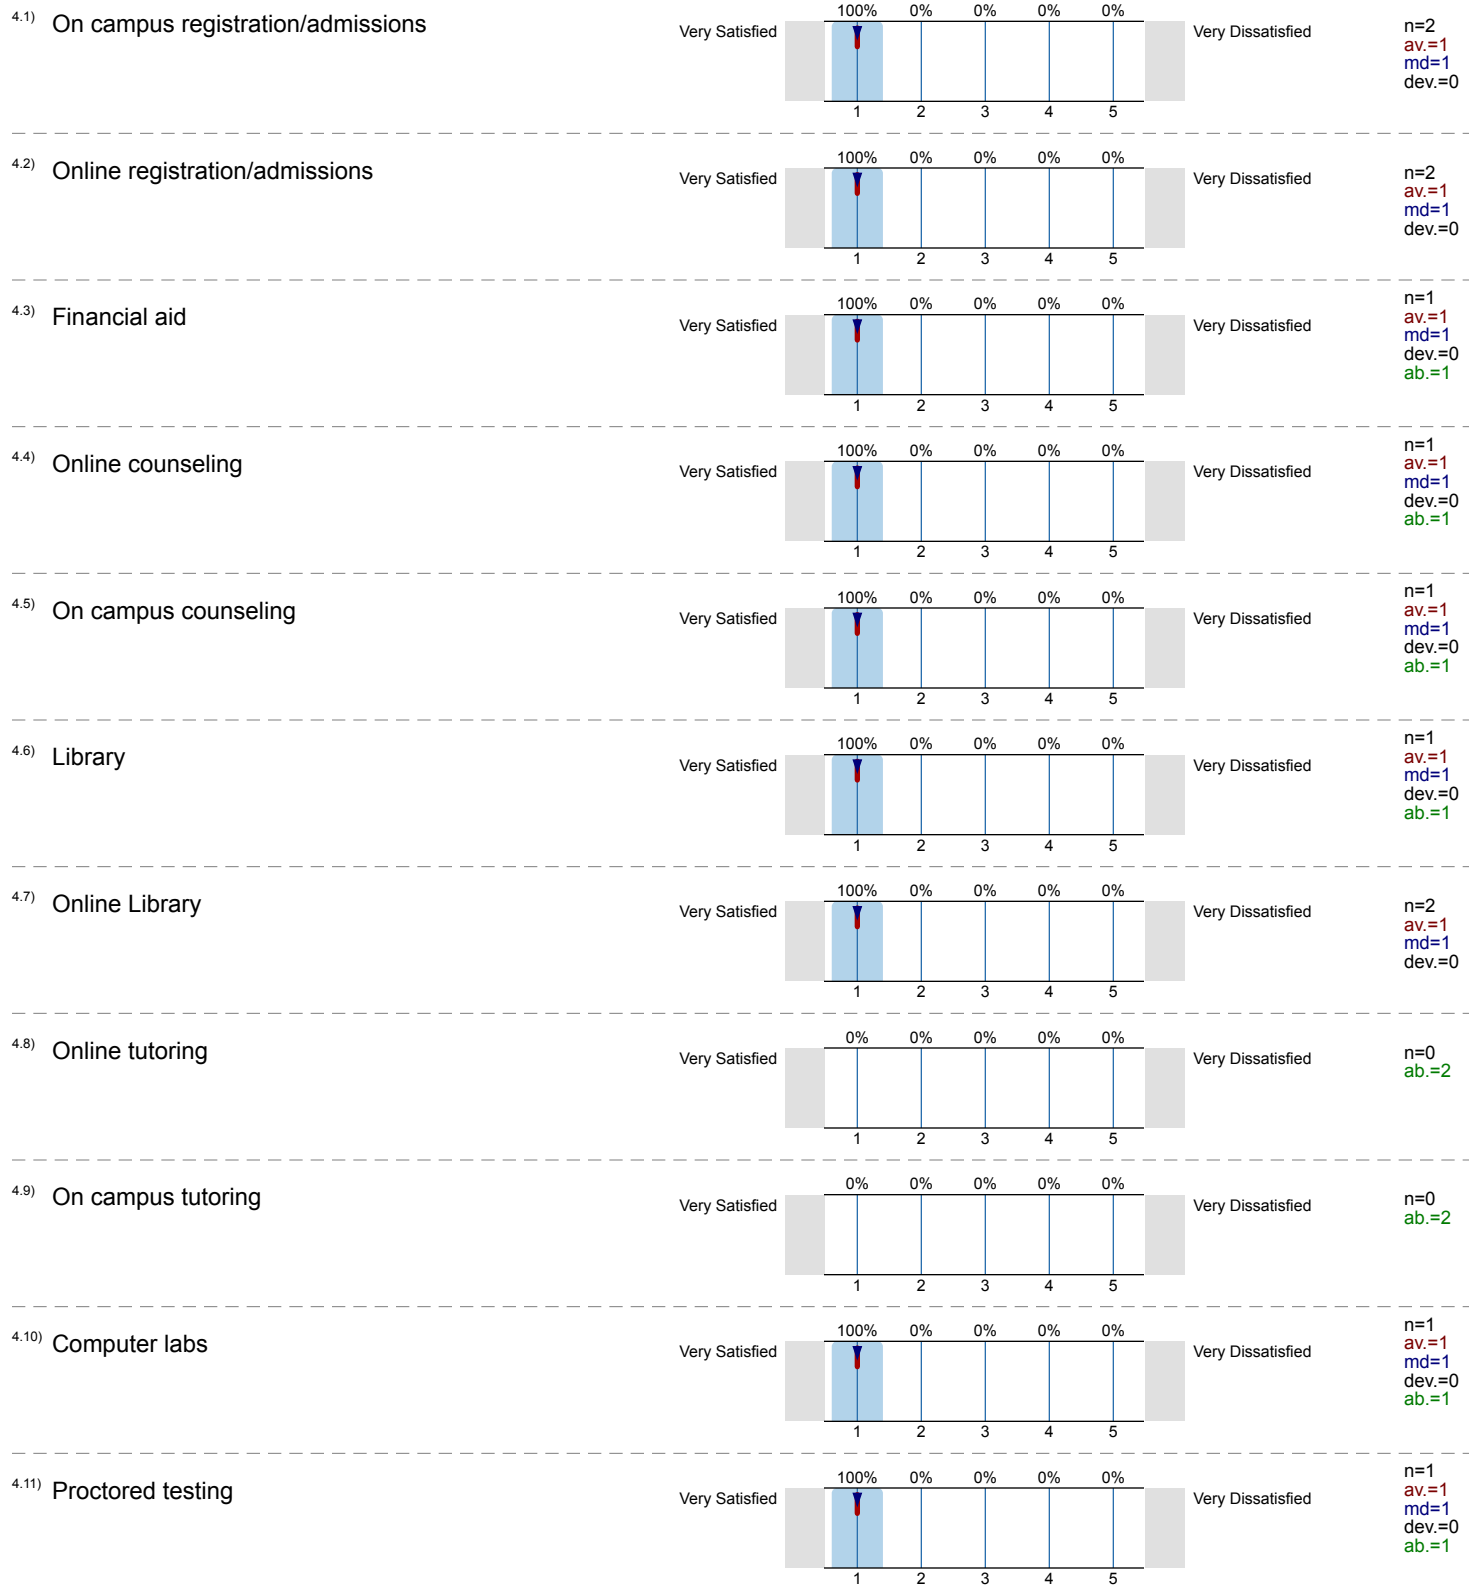 4.1) On campus registration/admissions
100% 0% 0% 0% 0%
Very Satisfied Very Dissatisfied
n=2
av.=1
md=1
dev.=0
1 2 3 4 5
4.2) Online registration/admissions
100% 0% 0% 0% 0%
Very Satisfied Very Dissatisfied
n=2
av.=1
md=1
dev.=0
1 2 3 4 5
4.3) Financial aid
100% 0% 0% 0% 0%
Very Satisfied Very Dissatisfied
n=1
av.=1
md=1
dev.=0
ab.=1
1 2 3 4 5
4.4) Online counseling
100% 0% 0% 0% 0%
Very Satisfied Very Dissatisfied
n=1
av.=1
md=1
dev.=0
ab.=1
1 2 3 4 5
4.5) On campus counseling
100% 0% 0% 0% 0%
Very Satisfied Very Dissatisfied
n=1
av.=1
md=1
dev.=0
ab.=1
1 2 3 4 5
4.6) Library
100% 0% 0% 0% 0%
Very Satisfied Very Dissatisfied
n=1
av.=1
md=1
dev.=0
ab.=1
1 2 3 4 5
4.7) Online Library
100% 0% 0% 0% 0%
Very Satisfied Very Dissatisfied
n=2
av.=1
md=1
dev.=0
1 2 3 4 5
4.8) Online tutoring
0% 0% 0% 0% 0%
Very Satisfied Very Dissatisfied
n=0
ab.=2
1 2 3 4 5
4.9) On campus tutoring
0% 0% 0% 0% 0%
Very Satisfied Very Dissatisfied
n=0
ab.=2
1 2 3 4 5
4.10) Computer labs
100% 0% 0% 0% 0%
Very Satisfied Very Dissatisfied
n=1
av.=1
md=1
dev.=0
ab.=1
1 2 3 4 5
4.11) Proctored testing
100% 0% 0% 0% 0%
Very Satisfied Very Dissatisfied
n=1
av.=1
md=1
dev.=0
ab.=1
1 2 3 4 5